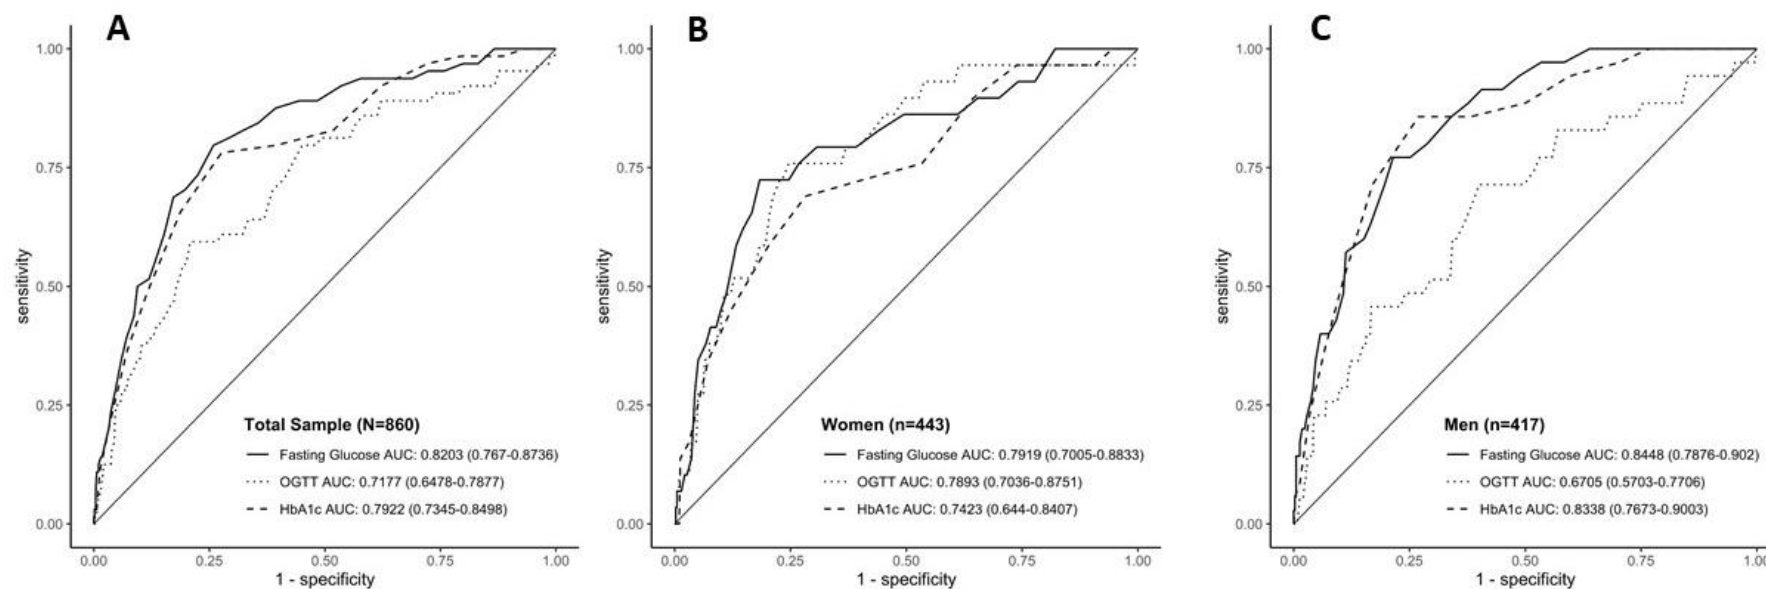 A
1.00
0.75
0.50
0.25
0.00
sensitivity
Total Sample (N=860)
Fasting Glucose AUC: 0.8203 (0.767-0.8736)
OGTT AUC: 0.7177 (0.6478-0.7877)
HbA1c AUC: 0.7922 (0.7345-0.8498)
0.00 0.25 0.50 0.75 1.00
1 - specificity
B
1.00
0.75
0.50
0.25
0.00
sensitivity
Women (n=443)
Fasting Glucose AUC: 0.7919 (0.7005-0.8833)
OGTT AUC: 0.7893 (0.7036-0.8751)
HbA1c AUC: 0.7423 (0.644-0.8407)
0.00 0.25 0.50 0.75 1.00
1 - specificity
C
1.00
0.75
0.50
0.25
0.00
sensitivity
Men (n=417)
Fasting Glucose AUC: 0.8448 (0.7876-0.902)
OGTT AUC: 0.6705 (0.5703-0.7706)
HbA1c AUC: 0.8338 (0.7673-0.9003)
0.00 0.25 0.50 0.75 1.00
1 - specificity